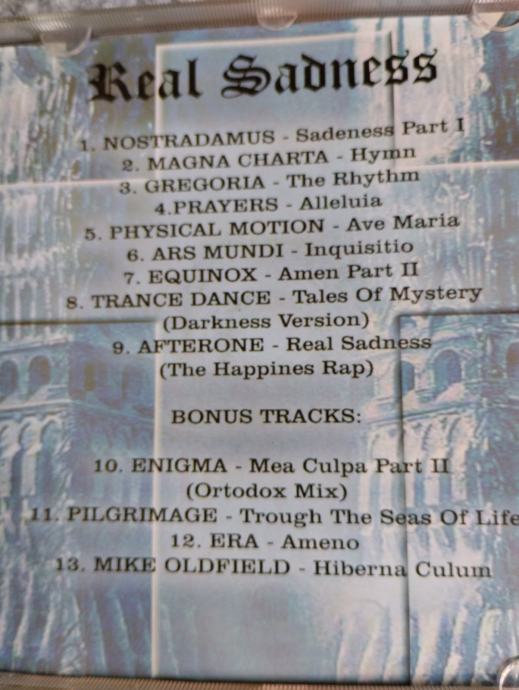 Real Sadness
1. NOSTRADAMUS - Sadeness Part I
2. MAGNA CHARTA - Hymn
3. GREGORIA - The Rhythm
4.PRAYERS - Alleluia
5. PHYSICAL MOTION - Ave Maria
6. ARS MUNDI - Inquisitio
7. EQUINOX - Amen Part II
8. TRANCE DANCE - Tales Of Mystery
(Darkness Version)
9. AFTERONE - Real Sadness
(The Happines Rap)
BONUS TRACKS:
10. ENIGMA - Mea Culpa Part II
(Ortodox Mix)
11. PILGRIMAGE - Trough The Seas Of Life
12. ERA - Ameno
13. MIKE OLDFIELD - Hiberna Culum